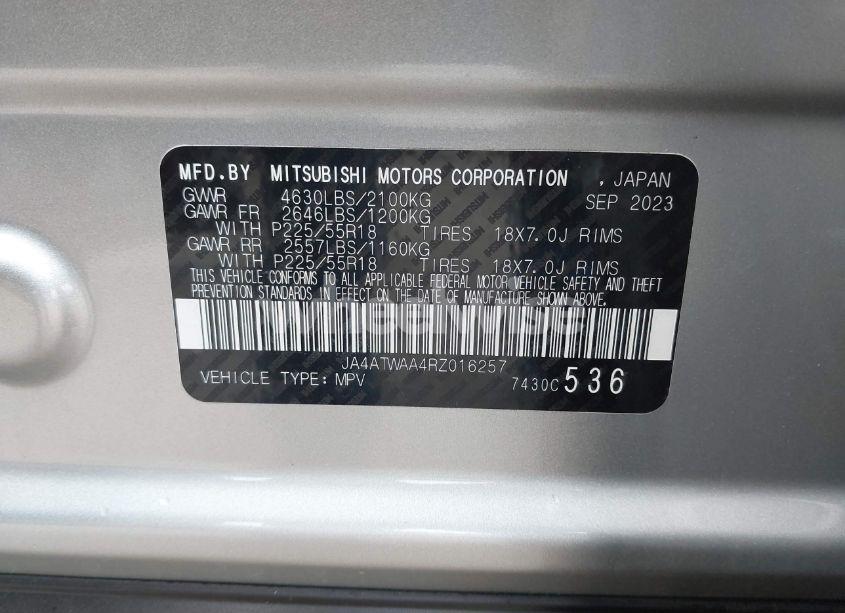 MFD.BY MITSUBISHI MOTORS CORPORATION , JAPAN
GVWR 4630LBS/2100KG SEP 2023
GAWR FR 2646LBS/1200KG
WITH P225/55R18 TIRES 18X7.0J RIMS
GAWR RR 2557LBS/1160KG
WITH P225/55R18 TIRES 18X7.0J RIMS
THIS VEHICLE CONFORMS TO ALL APPLICABLE FEDERAL MOTOR VEHICLE SAFETY AND THEFT
PREVENTION STANDARDS IN EFFECT ON THE DATE OF MANUFACTURE SHOWN ABOVE.
JA4ATWAA4RZ016257
VEHICLE TYPE: MPV 7430C 536